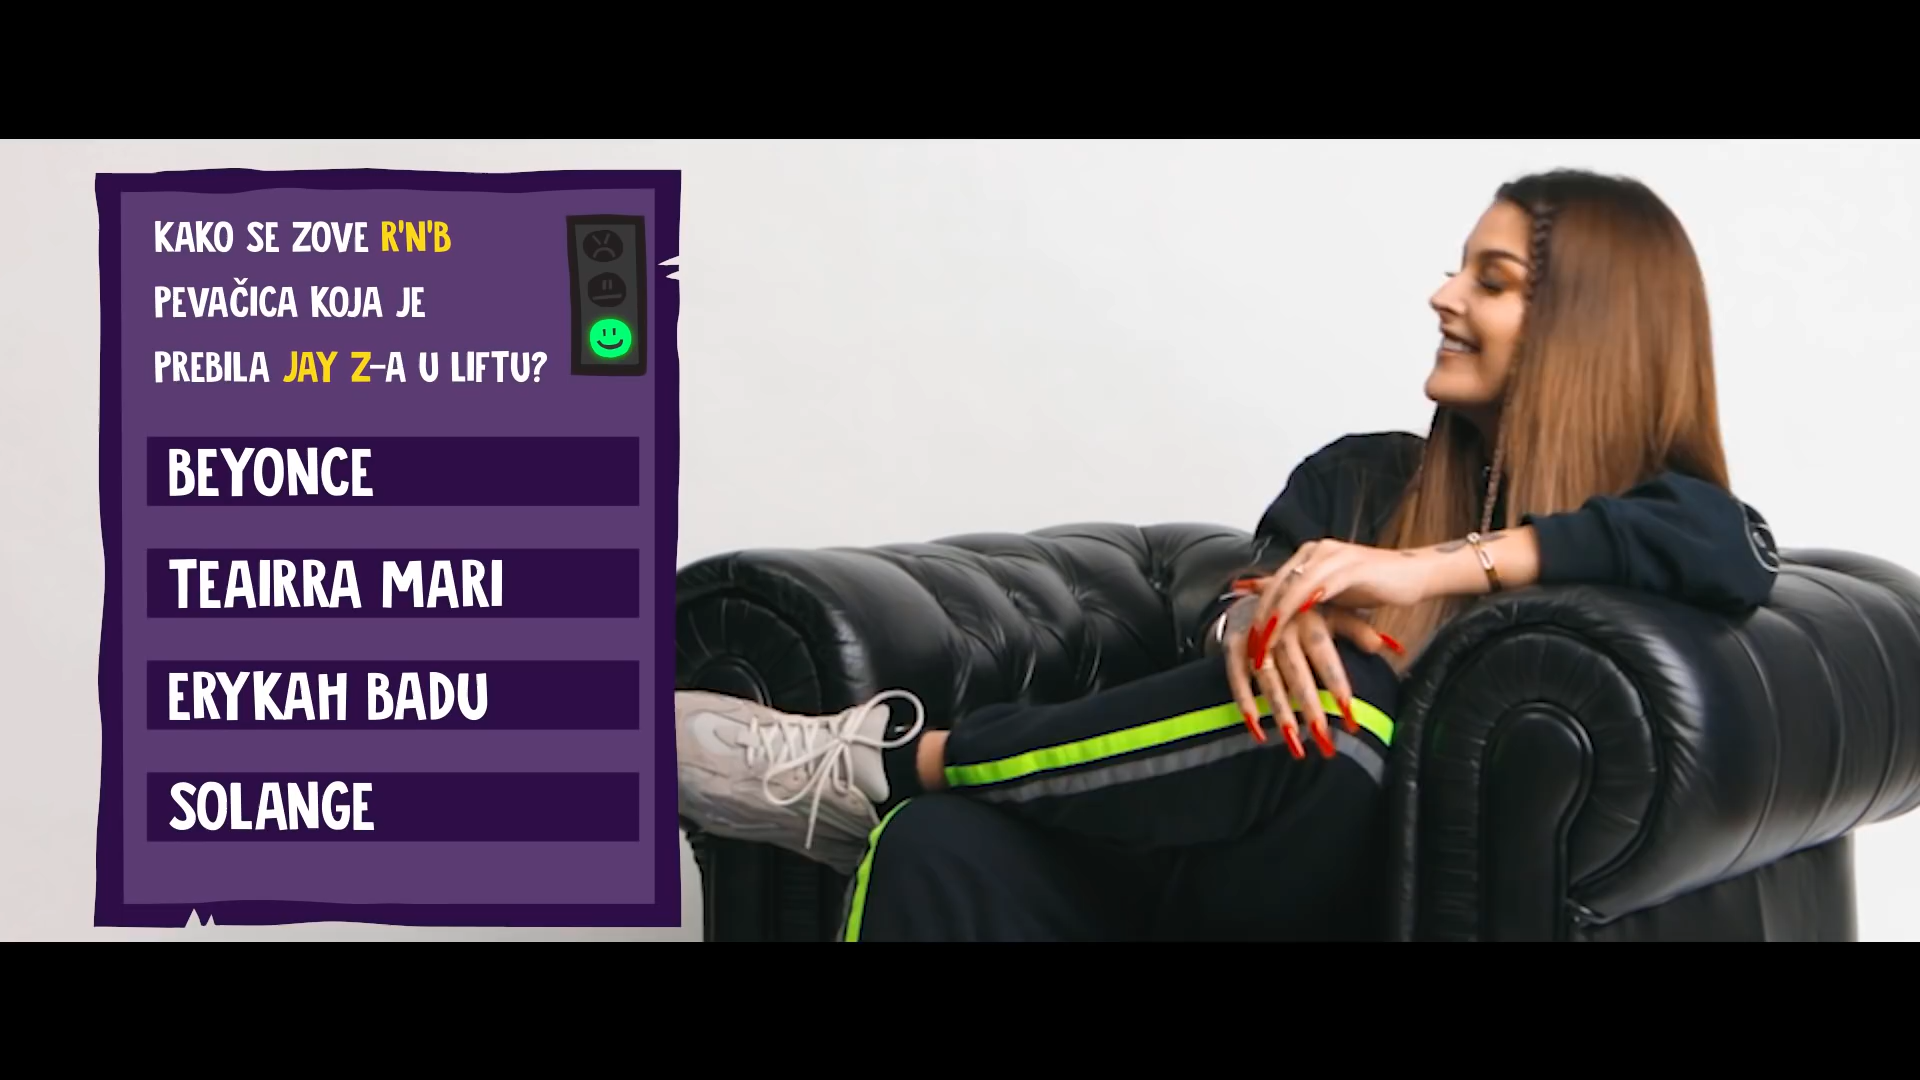 KAKO SE ZOVE R'N'B
PEVAČICA KOJA JE
PREBILA JAY Z-A U LIFTU?
BEYONCE
TEAIRRA MARI
ERYKAH BADU
SOLANGE